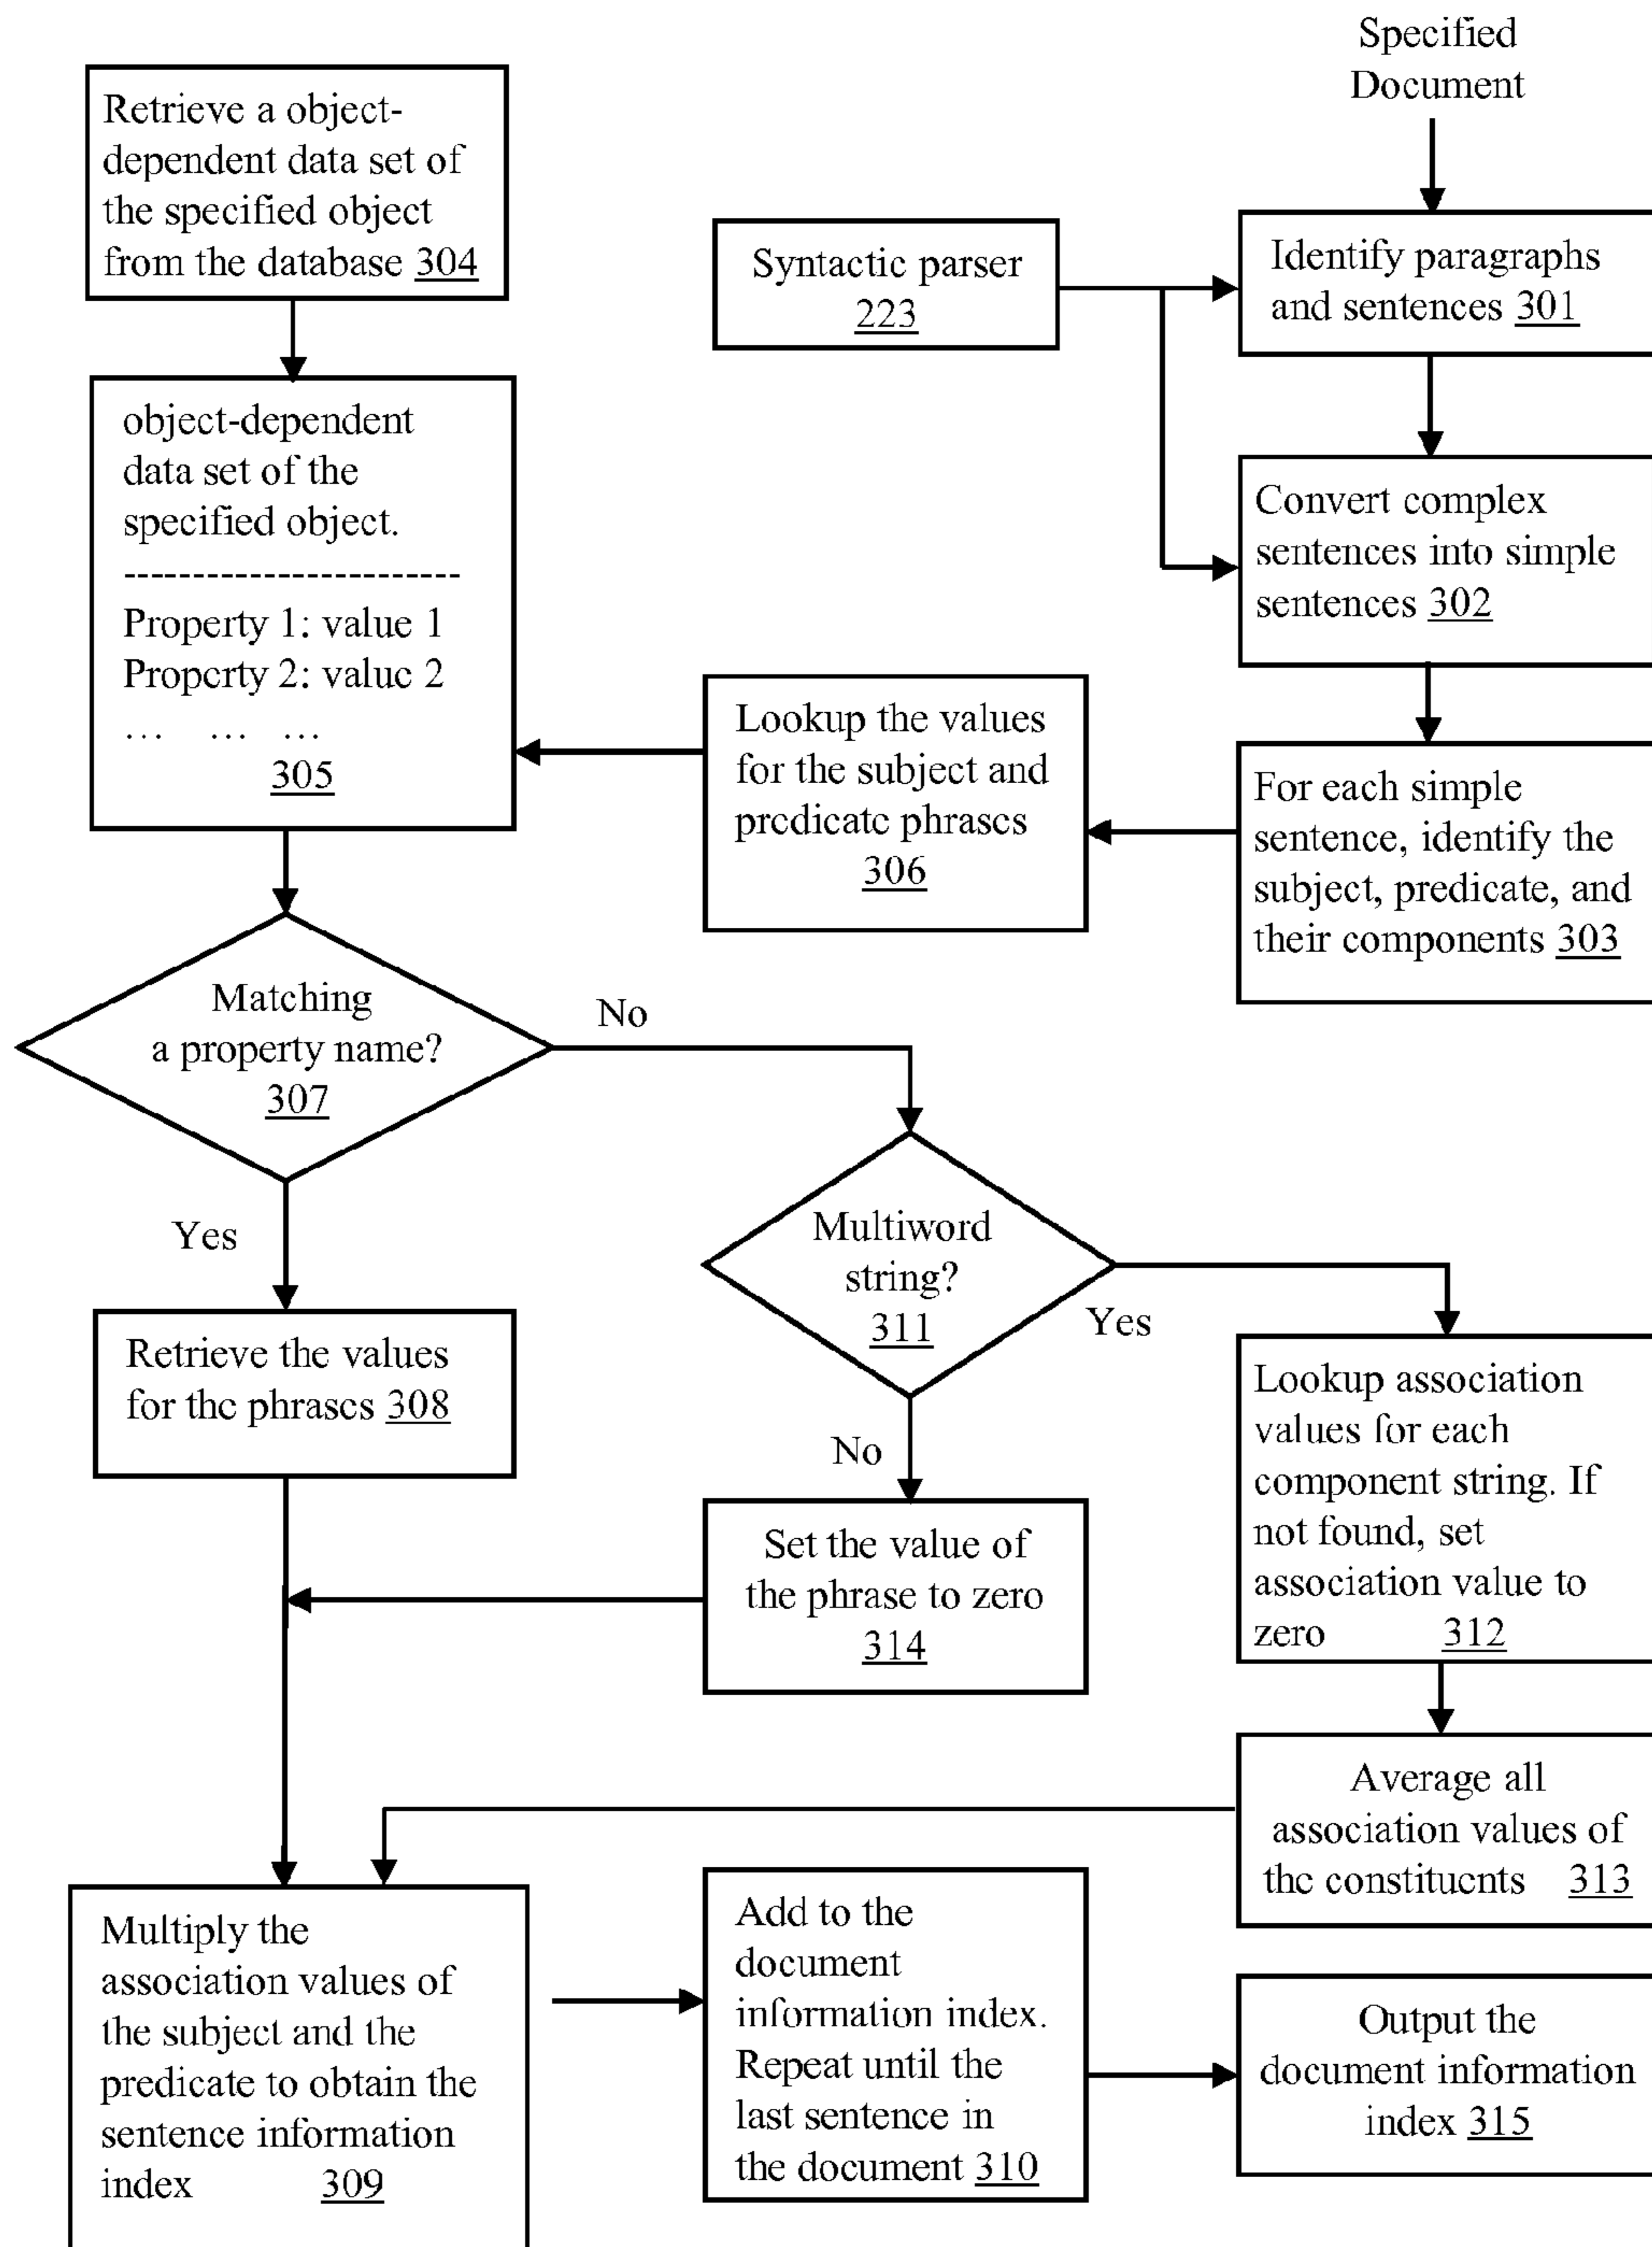 Specified
Document
Retrieve a object-
dependent data set of
the specified object
from the database 304
Syntactic parser
223
Identify paragraphs
and sentences 301
object-dependent
data set of the
specified object.
-----------------------------
Property 1: value 1
Property 2: value 2
… … …
305
Convert complex
sentences into simple
sentences 302
Lookup the values
for the subject and
predicate phrases
306
For each simple
sentence, identify the
subject, predicate, and
their components 303
Matching
a property name?
307
No
Yes
Multiword
string?
311
Yes
No
Retrieve the values
for the phrases 308
Lookup association
values for each
component string. If
not found, set
association value to
zero 312
Set the value of
the phrase to zero
314
Average all
association values of
the constituents 313
Multiply the
association values of
the subject and the
predicate to obtain the
sentence information
index 309
Add to the
document
information index.
Repeat until the
last sentence in
the document 310
Output the
document information
index 315